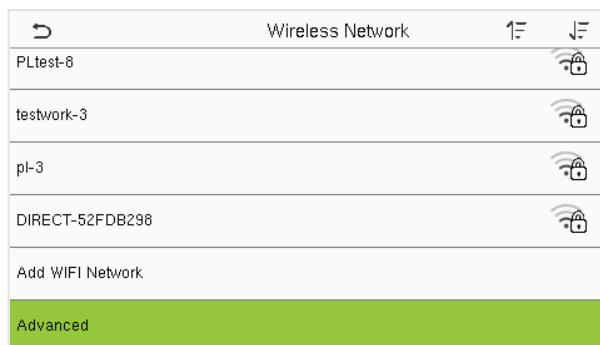 Wireless Network
PLtest-8
testwork-3
pl-3
DIRECT-52FDB298
Add WIFI Network
Advanced